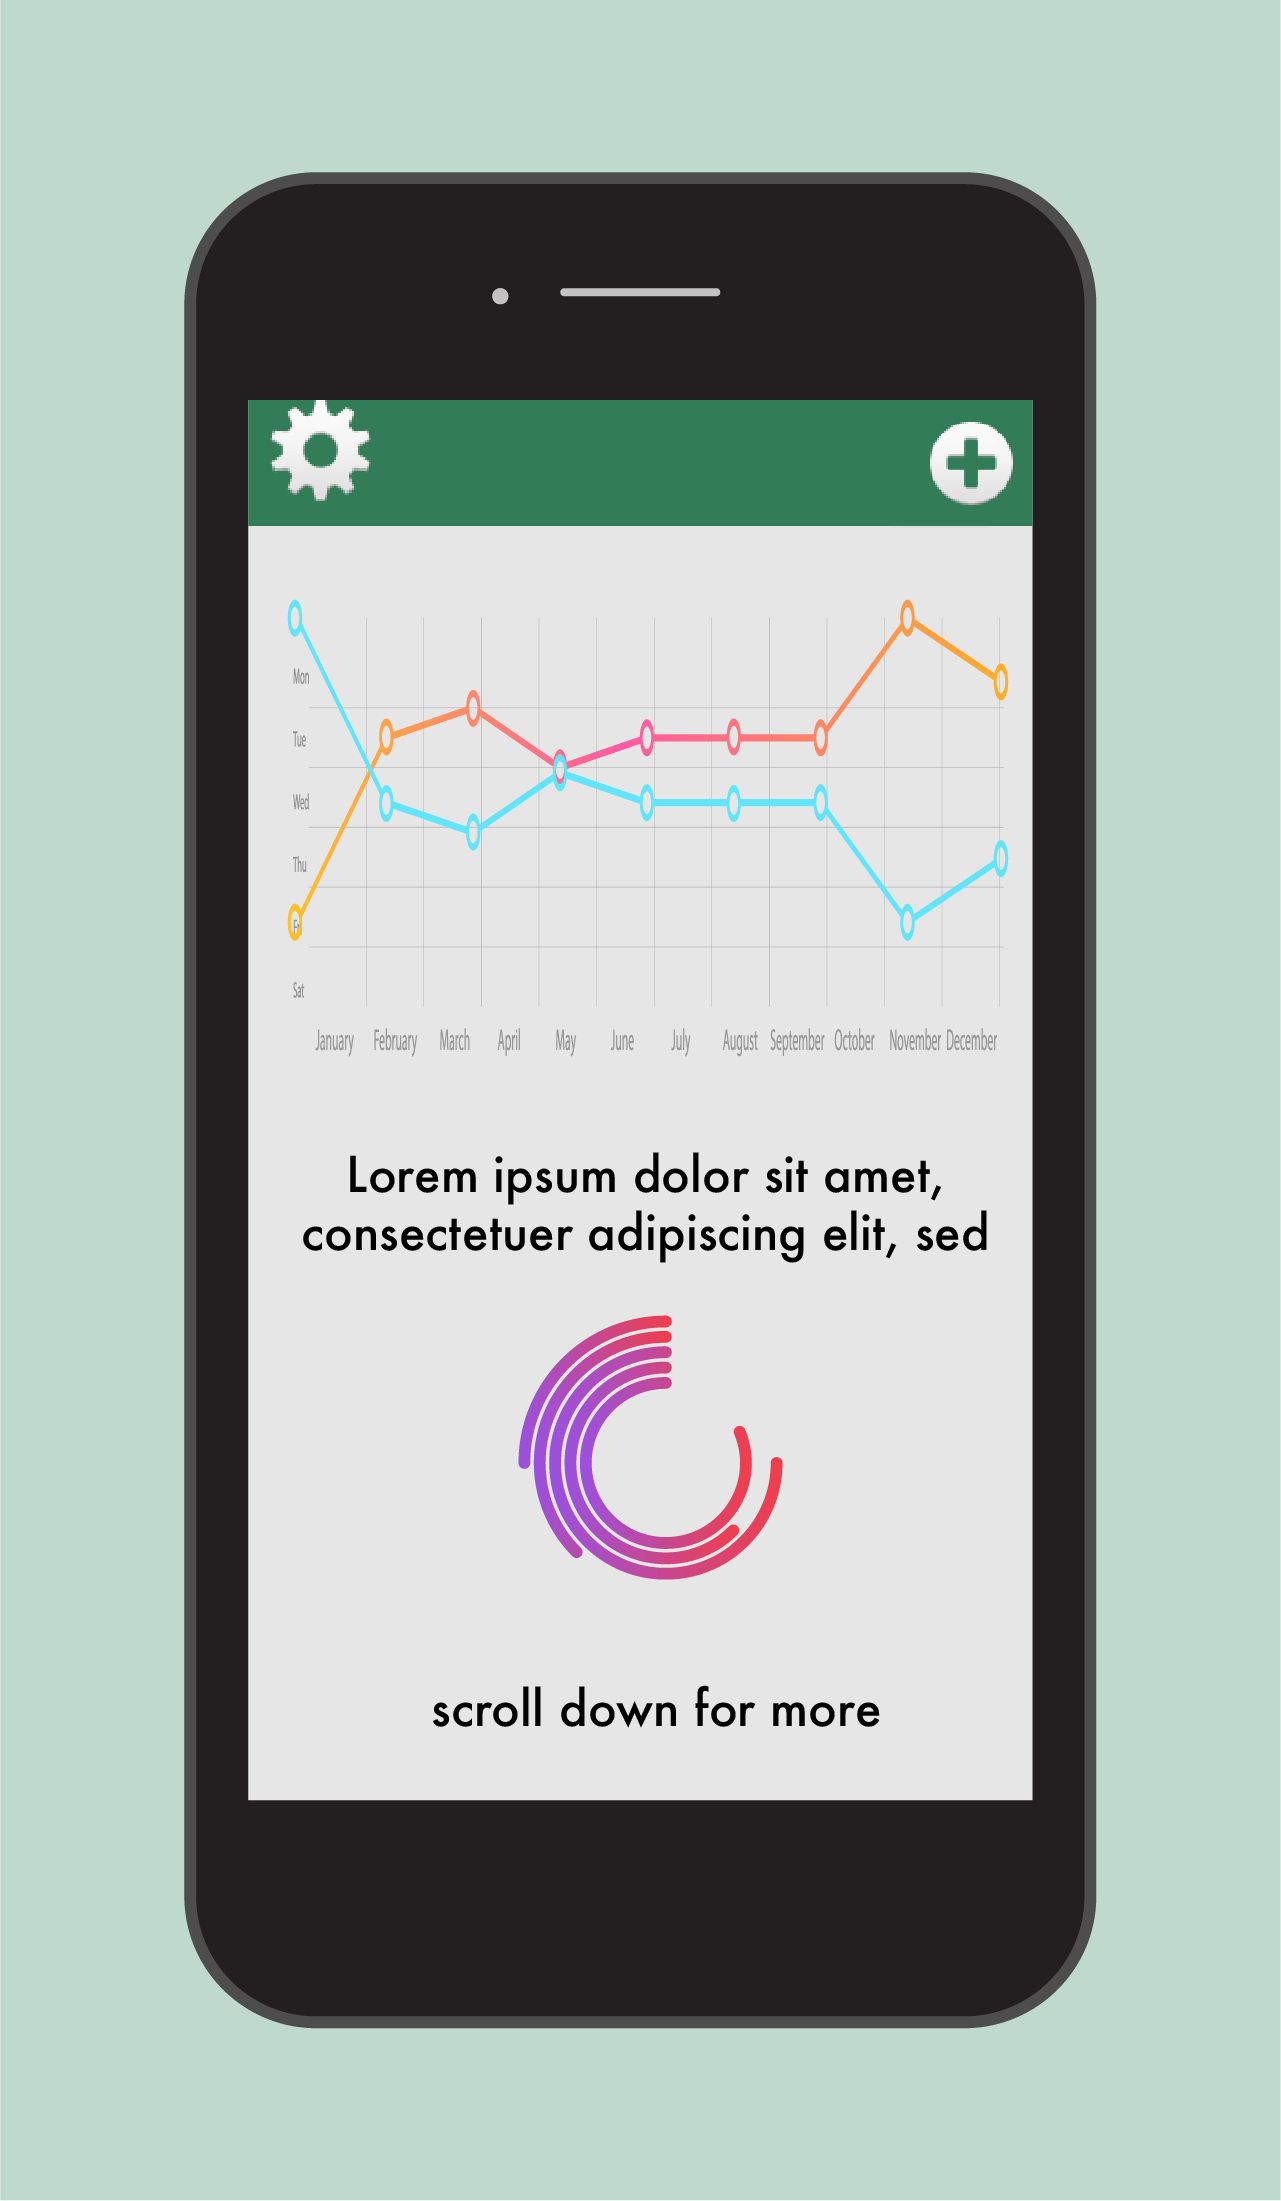 Mon
Tue
Wed
Thu
Sat
January February March April May June July August September October November December
Lorem ipsum dolor sit amet,
consectetuer adipiscing elit, sed
scroll down for more